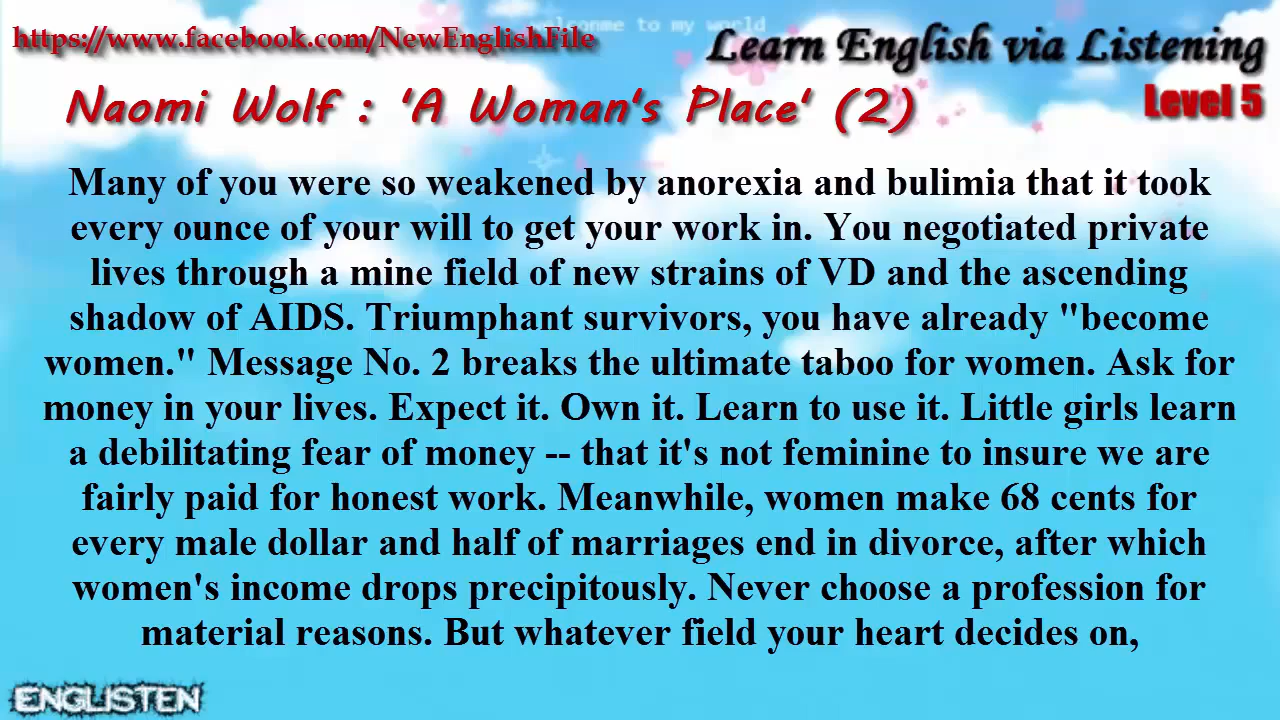 welconme to my world
https://www.facebook.com/NewEnglishFile
Learn English via Listening
Level 5
Naomi Wolf : 'A Woman's Place' (2)
Many of you were so weakened by anorexia and bulimia that it took
every ounce of your will to get your work in. You negotiated private
lives through a mine field of new strains of VD and the ascending
shadow of AIDS. Triumphant survivors, you have already "become
women." Message No. 2 breaks the ultimate taboo for women. Ask for
money in your lives. Expect it. Own it. Learn to use it. Little girls learn
a debilitating fear of money -- that it's not feminine to insure we are
fairly paid for honest work. Meanwhile, women make 68 cents for
every male dollar and half of marriages end in divorce, after which
women's income drops precipitously. Never choose a profession for
material reasons. But whatever field your heart decides on,
ENGLISTEN